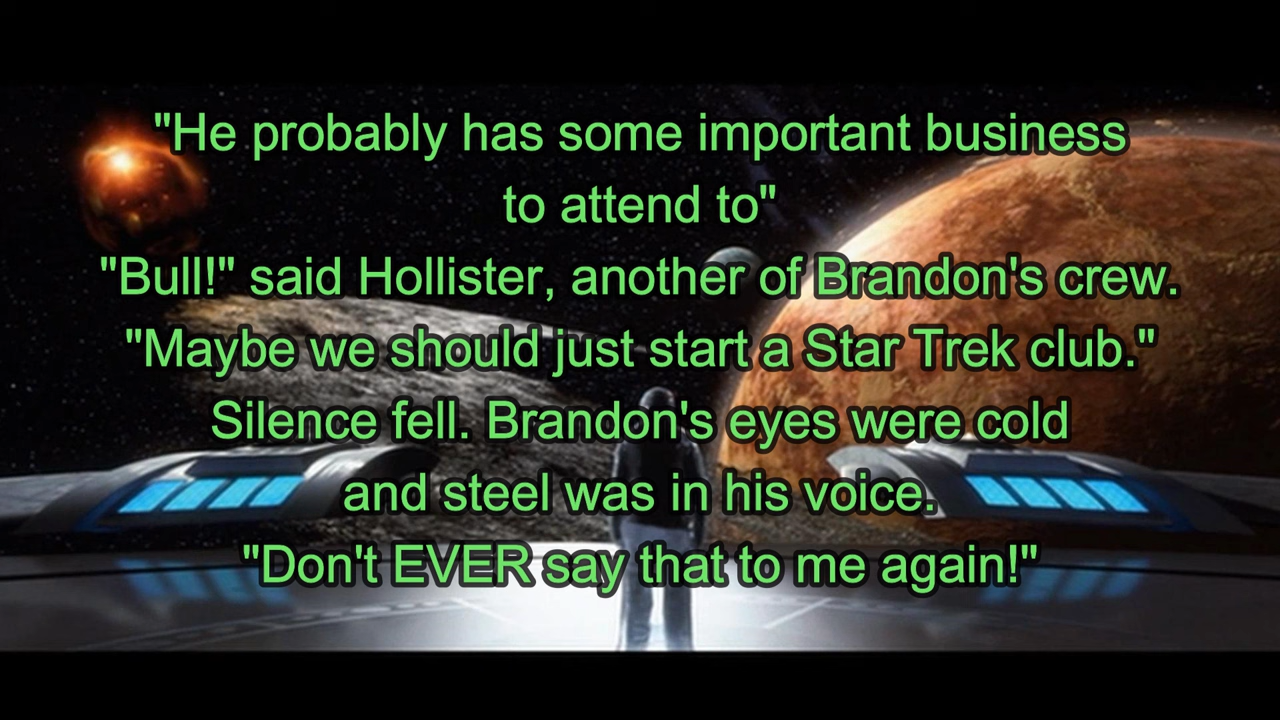 "He probably has some important business
to attend to"
"Bull!" said Hollister, another of Brandon's crew.
"Maybe we should just start a Star Trek club."
Silence fell. Brandon's eyes were cold
and steel was in his voice.
"Don't EVER say that to me again!"